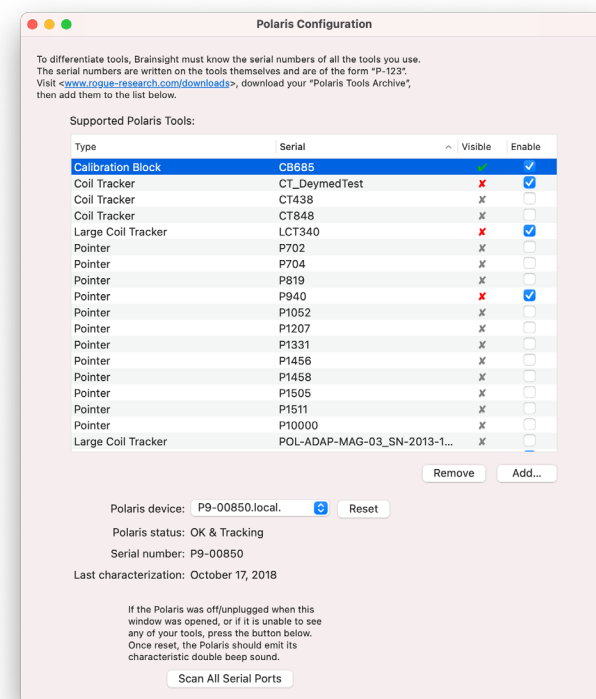 Polaris Configuration
To differentiate tools, Brainsight must know the serial numbers of all the tools you use.
The serial numbers are written on the tools themselves and are of the form “P-123”.
Visit <www.rogue-research.com/downloads>, download your “Polaris Tools Archive”,
then add them to the list below.
Supported Polaris Tools:
Type Serial Visible Enable
Calibration Block CB685
Coil Tracker CT_DeymedTest
Coil Tracker CT438
Coil Tracker CT848
Large Coil Tracker LCT340
Pointer P702
Pointer P704
Pointer P819
Pointer P940
Pointer P1052
Pointer P1207
Pointer P1331
Pointer P1456
Pointer P1458
Pointer P1505
Pointer P1511
Pointer P10000
Large Coil Tracker POL-ADAP-MAG-03_SN-2013-1...
Remove Add...
Polaris device: P9-00850.local. Reset
Polaris status: OK & Tracking
Serial number: P9-00850
Last characterization: October 17, 2018
If the Polaris was off/unplugged when this
window was opened, or if it is unable to see
any of your tools, press the button below.
Once reset, the Polaris should emit its
characteristic double beep sound.
Scan All Serial Ports